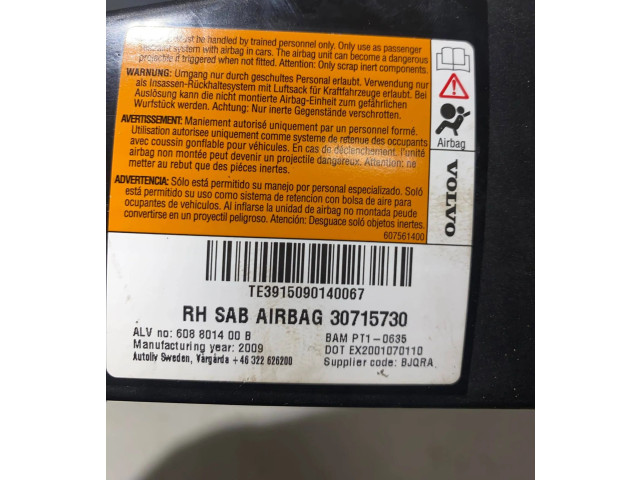 must be handled by trained personnel only. Only use as passenger
system with airbag in cars. The airbag unit can become a dangerous
projectile if triggered when not fitted. Attention: Only scrap inert components.
WARNUNG: Umgang nur durch geschultes Personal erlaubt. Verwendung nur
als Insassen-Rückhaltesystem mit Luftsack für Kraftfahrzeuge erlaubt. Bei
Auslösung kann die nicht montierte Airbag-Einheit zum gefährlichen
Wurfstück werden. Achtung: Nur inerte Gegenstände verschrotten.
AVERTISSEMENT: Maniement autorisé uniquement par un personnel formé.
Utilisation autorisee uniquement comme systeme de retenue des occupants
avec coussin gonflable pour véhicules. En cas de déclenchement, l'unité
airbag non montée peut devenir un projectile dangareux. Attention: ne
metter au rebut que des pièces inertes.
ADVERTENCIA: Sólo está permitido su manejo por personal especializado. Soló
está permitido su uso como sistema de retencion con bolsa de aire para
ocupantes de vehiculos. Al inflarse la unidad de airbag no montada peude
convertirse en un proyectil peligroso. Atención: Desguace soló objetos inertes.
607561400
Airbag
VOLVO
TE3915090140067
RH SAB AIRBAG 30715730
ALV no: 608 8014 00 B
BAM PT1-0635
Manufacturing year: 2009
DOT EX2001070110
Autoliv Sweden, Vårgårda +46 322 626200
Supplier code: BJQRA